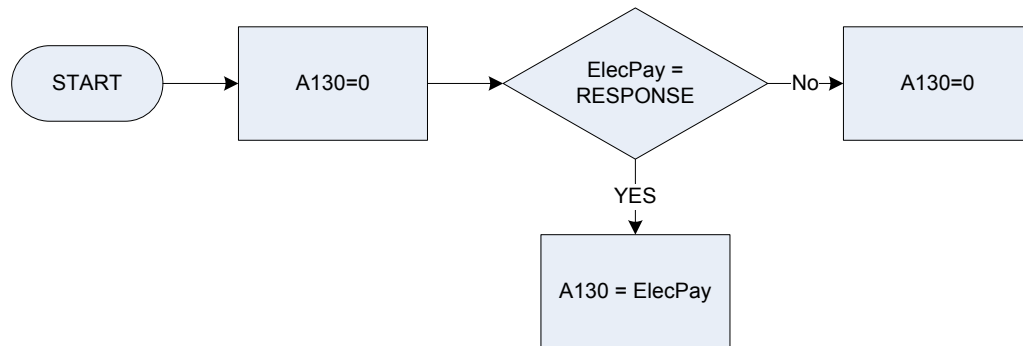 START
A130=0
ElecPay =
RESPONSE
No
A130=0
YES
A130 = ElecPay